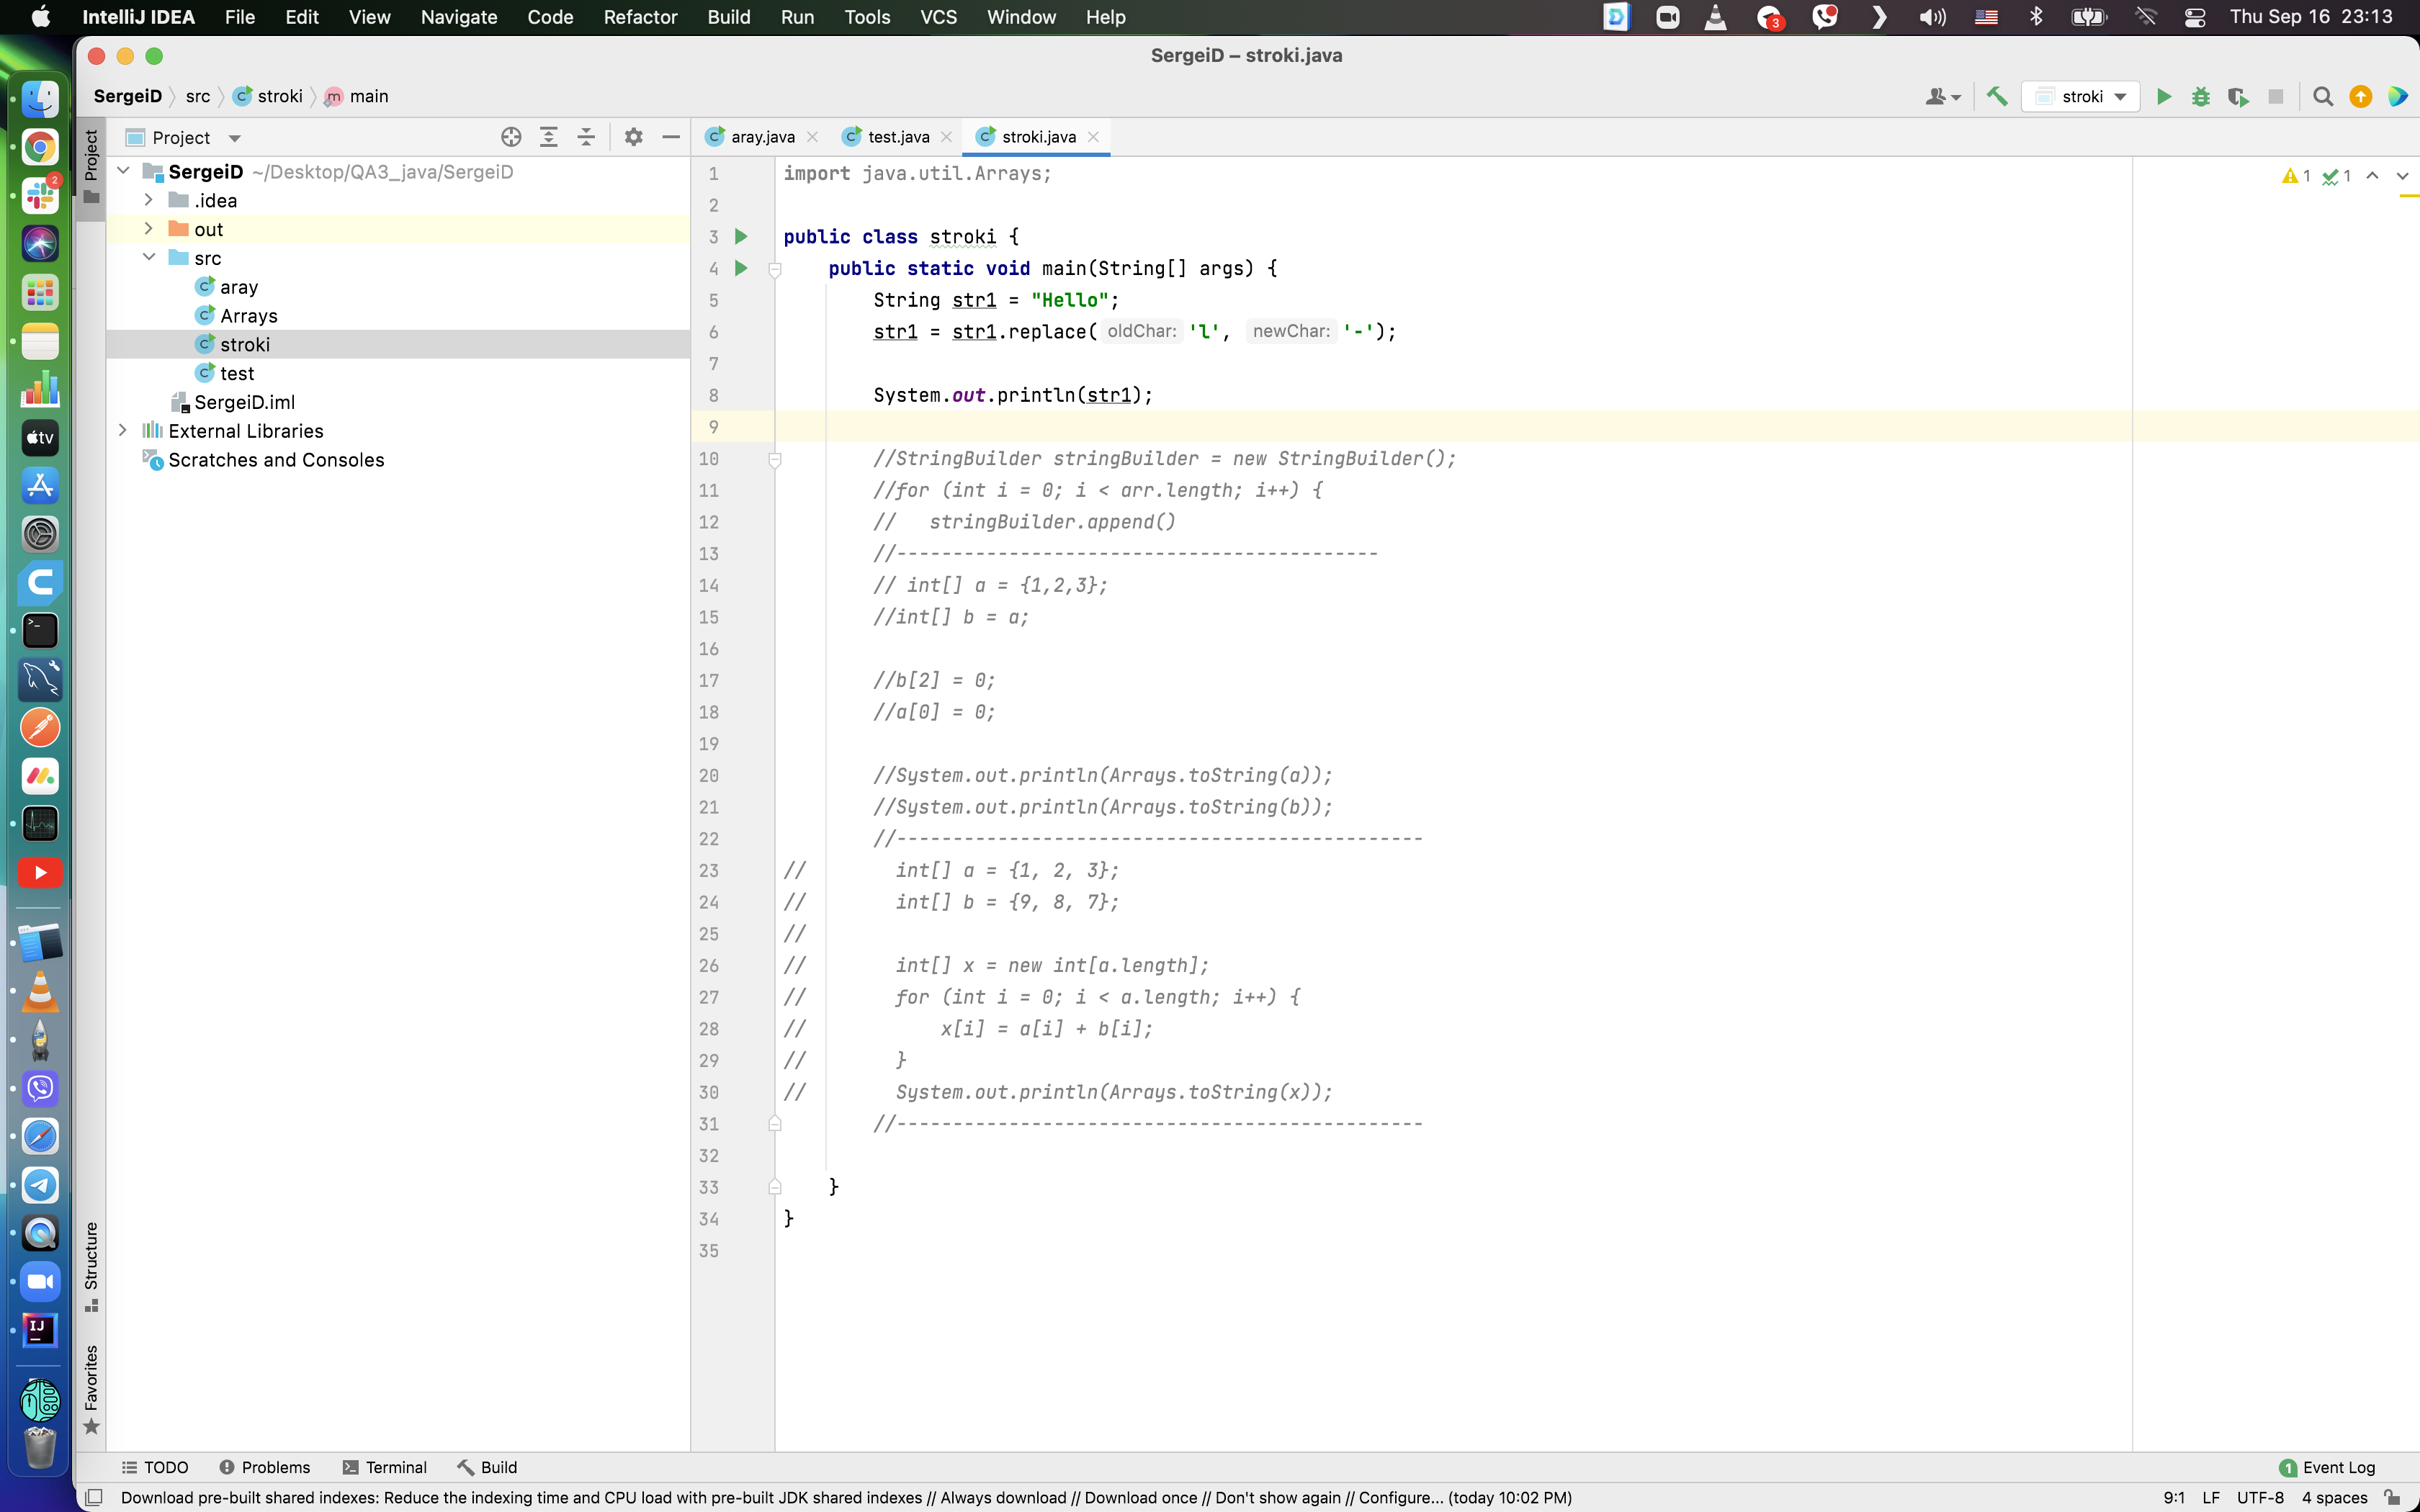 IntelliJ IDEA File Edit View Navigate Code Refactor Build Run Tools VCS Window Help 3 Thu Sep 16 23:13
SergeiD – stroki.java
SergeiD src stroki main stroki
Project
Project
aray.java test.java stroki.java
SergeiD ~/Desktop/QA3_java/SergeiD
.idea
out
src
aray
Arrays
stroki
test
SergeiD.iml
External Libraries
Scratches and Consoles
2
tv
IJ
Structure
Favorites
1 1
1 import java.util.Arrays;
2
3 public class stroki {
4 public static void main(String[] args) {
5 String str1 = "Hello";
6 str1 = str1.replace( oldChar: 'l', newChar: '-');
7
8 System.out.println(str1);
9
10 //StringBuilder stringBuilder = new StringBuilder();
11 //for (int i = 0; i < arr.length; i++) {
12 // stringBuilder.append()
13 //-------------------------------------------
14 // int[] a = {1,2,3};
15 //int[] b = a;
16
17 //b[2] = 0;
18 //a[0] = 0;
19
20 //System.out.println(Arrays.toString(a));
21 //System.out.println(Arrays.toString(b));
22 //-----------------------------------------------
23 // int[] a = {1, 2, 3};
24 // int[] b = {9, 8, 7};
25 //
26 // int[] x = new int[a.length];
27 // for (int i = 0; i < a.length; i++) {
28 // x[i] = a[i] + b[i];
29 // }
30 // System.out.println(Arrays.toString(x));
31 //-----------------------------------------------
32
33 }
34 }
35
TODO Problems Terminal Build 1 Event Log
Download pre-built shared indexes: Reduce the indexing time and CPU load with pre-built JDK shared indexes // Always download // Download once // Don't show again // Configure... (today 10:02 PM) 9:1 LF UTF-8 4 spaces